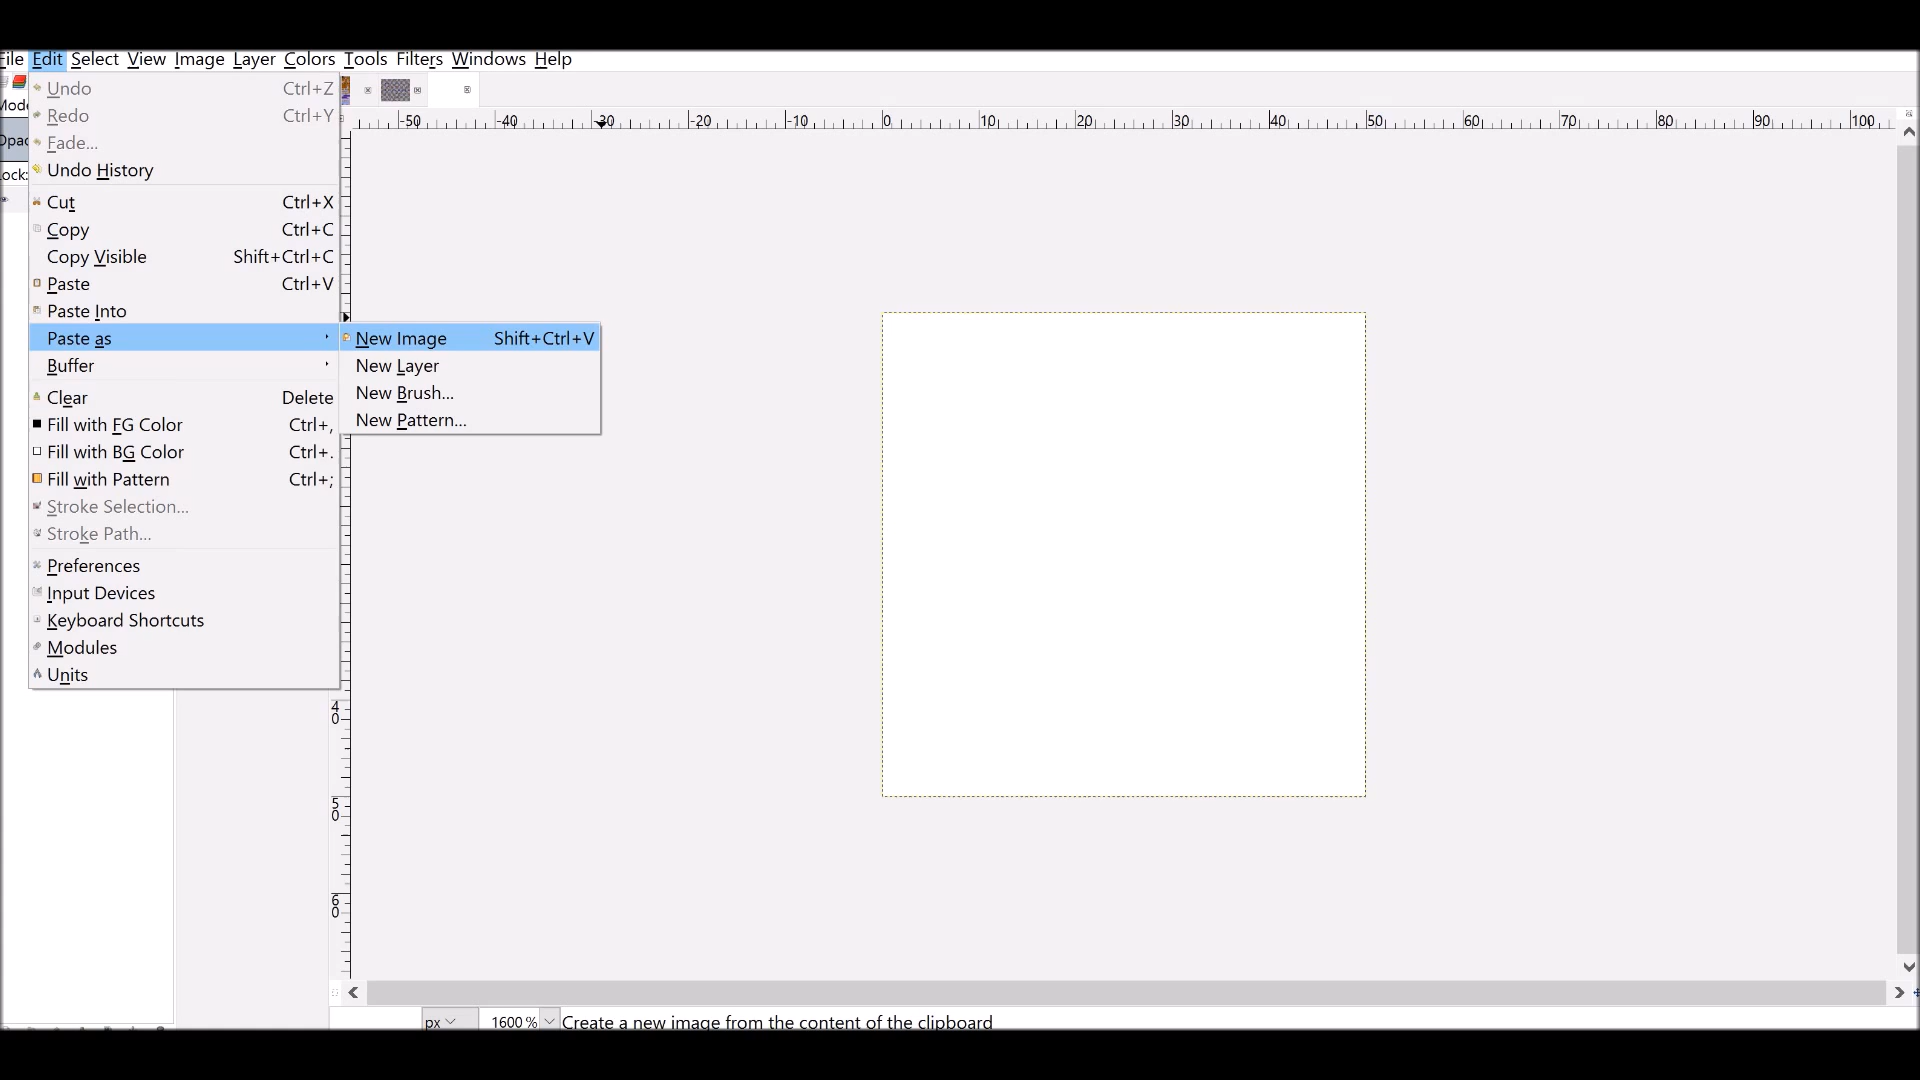 File Edit Select View Image Layer Colors Tools Filters Windows Help
Undo Ctrl+Z
Mode
Redo Ctrl+Y
-50 -40 -30 -20 -10 0 10 20 30 40 50 60 70 80 90 100
Opac
Fade...
Lock:
Undo History
Cut Ctrl+X
Copy Ctrl+C
Copy Visible Shift+Ctrl+C
Paste Ctrl+V
Paste Into
Paste as
New Image Shift+Ctrl+V
Buffer
New Layer
New Brush...
New Pattern...
Clear Delete
Fill with FG Color Ctrl+,
Fill with BG Color Ctrl+.
Fill with Pattern Ctrl+;
Stroke Selection...
Stroke Path...
Preferences
Input Devices
Keyboard Shortcuts
Modules
Units
40
50
60
px 1600 % Create a new image from the content of the clipboard